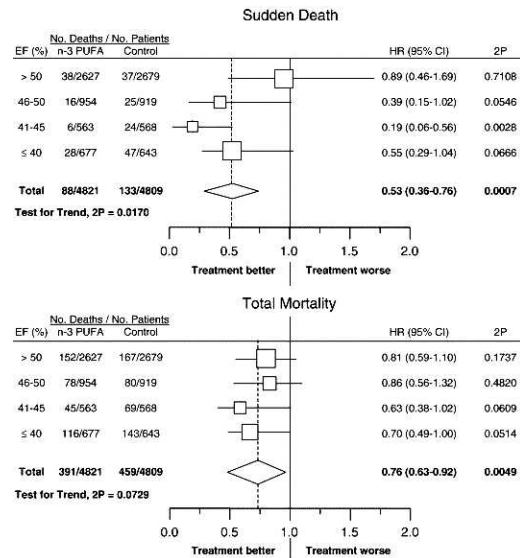 Sudden Death
No. Deaths / No. Patients
EF (%) n-3 PUFA Control HR (95% CI) 2P
> 50 38/2627 37/2679 0.89 (0.46-1.69) 0.7108
46-50 16/954 25/919 0.39 (0.15-1.02) 0.0546
41-45 6/563 24/568 0.19 (0.06-0.56) 0.0028
≤ 40 28/677 47/643 0.55 (0.29-1.04) 0.0666
Total 88/4821 133/4809 0.53 (0.36-0.76) 0.0007
Test for Trend, 2P = 0.0170
0.0 0.5 1.0 1.5 2.0
Treatment better Treatment worse
Total Mortality
No. Deaths / No. Patients
EF (%) n-3 PUFA Control HR (95% CI) 2P
> 50 152/2627 167/2679 0.81 (0.59-1.10) 0.1737
46-50 78/954 80/919 0.86 (0.56-1.32) 0.4820
41-45 45/563 69/568 0.63 (0.38-1.02) 0.0609
≤ 40 116/677 143/643 0.70 (0.49-1.00) 0.0514
Total 391/4821 459/4809 0.76 (0.63-0.92) 0.0049
Test for Trend, 2P = 0.0729
0.0 0.5 1.0 1.5 2.0
Treatment better Treatment worse